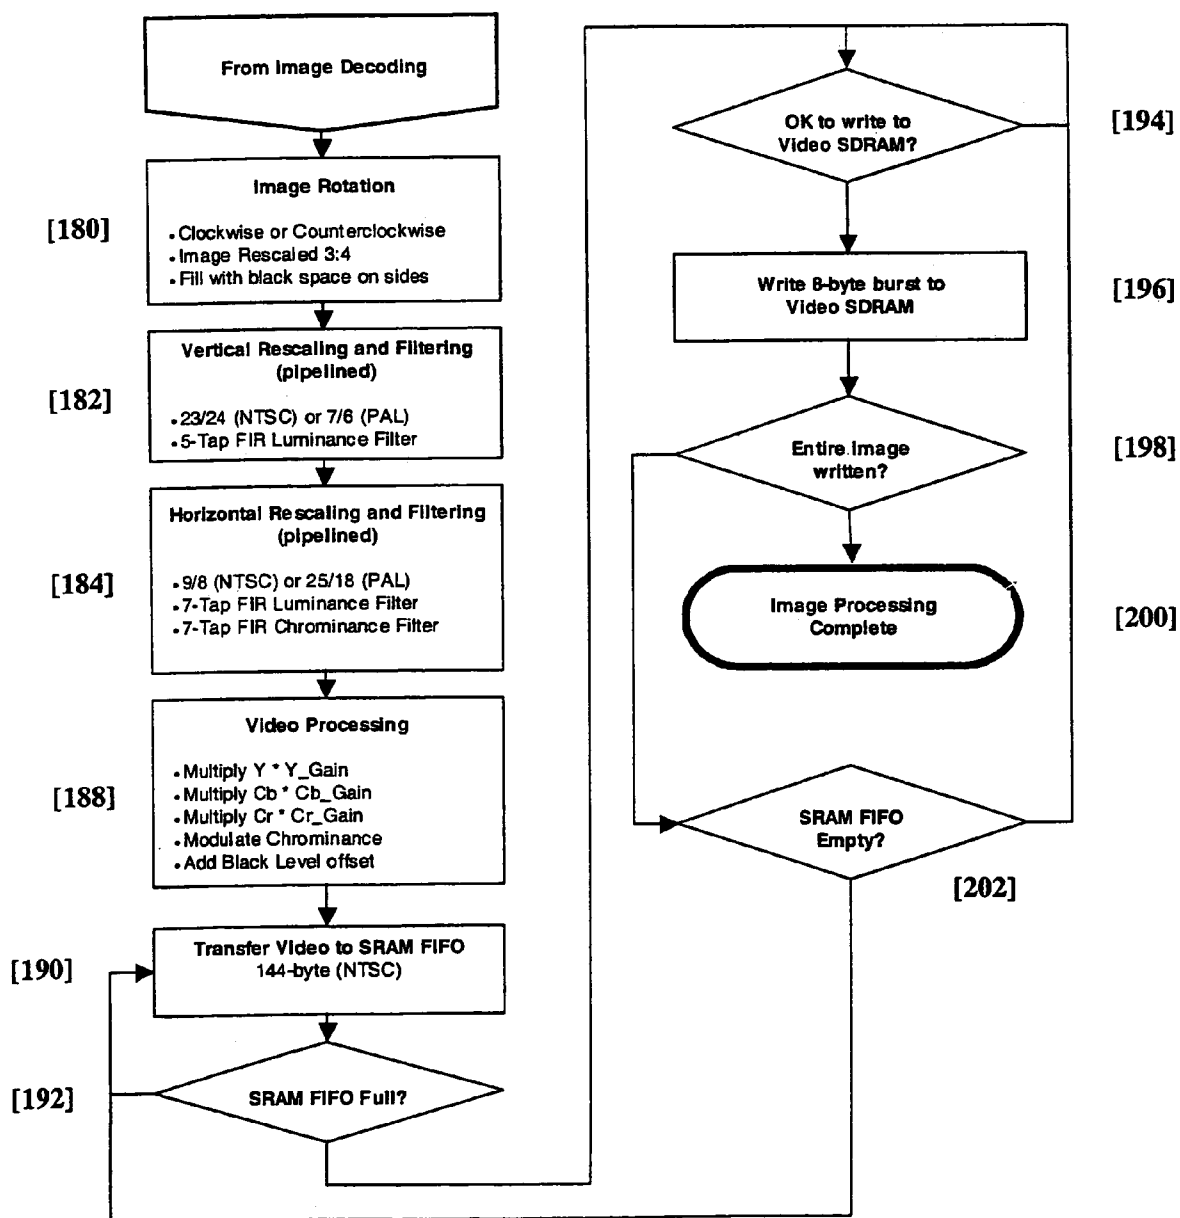 From Image Decoding
[180]
Image Rotation
• Clockwise or Counterclockwise
• Image Rescaled 3:4
• Fill with black space on sides
[182]
Vertical Rescaling and Filtering
(pipelined)
• 23/24 (NTSC) or 7/6 (PAL)
• 5-Tap FIR Luminance Filter
[184]
Horizontal Rescaling and Filtering
(pipelined)
• 9/8 (NTSC) or 25/18 (PAL)
• 7-Tap FIR Luminance Filter
• 7-Tap FIR Chrominance Filter
[188]
Video Processing
• Multiply Y * Y_Gain
• Multiply Cb * Cb_Gain
• Multiply Cr * Cr_Gain
• Modulate Chrominance
• Add Black Level offset
[190]
Transfer Video to SRAM FIFO
144-byte (NTSC)
[192]
SRAM FIFO Full?
OK to write to
Video SDRAM?
[194]
Write 8-byte burst to
Video SDRAM
[196]
Entire Image
written?
[198]
Image Processing
Complete
[200]
SRAM FIFO
Empty?
[202]